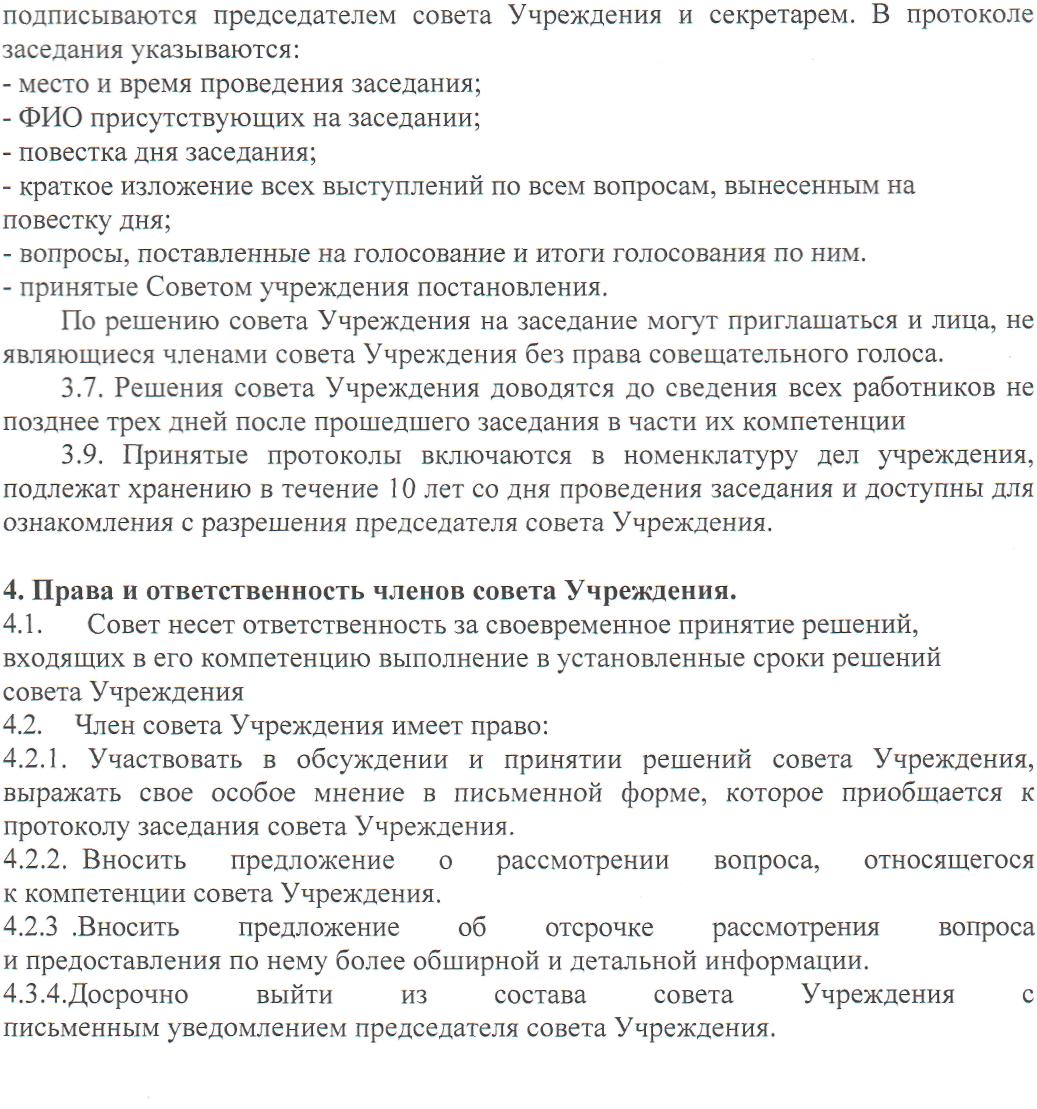 подписываются председателем совета Учреждения и секретарем. В протоколе
заседания указываются:
- место и время проведения заседания;
- ФИО присутствующих на заседании;
- повестка дня заседания;
- краткое изложение всех выступлений по всем вопросам, вынесенным на
повестку дня;
- вопросы, поставленные на голосование и итоги голосования по ним.
- принятые Советом учреждения постановления.
По решению совета Учреждения на заседание могут приглашаться и лица, не
являющиеся членами совета Учреждения без права совещательного голоса.
3.7. Решения совета Учреждения доводятся до сведения всех работников не
позднее трех дней после прошедшего заседания в части их компетенции
3.9. Принятые протоколы включаются в номенклатуру дел учреждения,
подлежат хранению в течение 10 лет со дня проведения заседания и доступны для
ознакомления с разрешения председателя совета Учреждения.
4. Права и ответственность членов совета Учреждения.
4.1. Совет несет ответственность за своевременное принятие решений,
входящих в его компетенцию выполнение в установленные сроки решений
совета Учреждения
4.2. Член совета Учреждения имеет право:
4.2.1. Участвовать в обсуждении и принятии решений совета Учреждения,
выражать свое особое мнение в письменной форме, которое приобщается к
протоколу заседания совета Учреждения.
4.2.2. Вносить предложение о рассмотрении вопроса, относящегося
к компетенции совета Учреждения.
4.2.3 .Вносить предложение об отсрочке рассмотрения вопроса
и предоставления по нему более обширной и детальной информации.
4.3.4.Досрочно выйти из состава совета Учреждения с
письменным уведомлением председателя совета Учреждения.